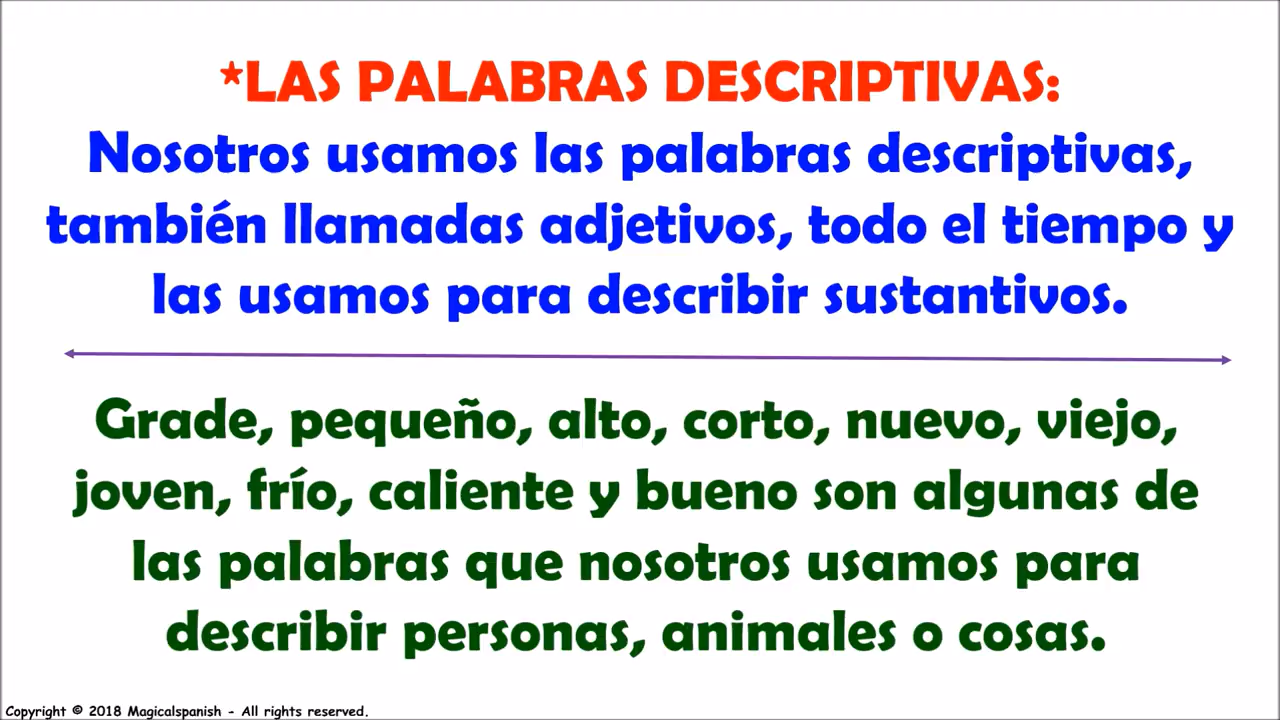 *LAS PALABRAS DESCRIPTIVAS:
Nosotros usamos las palabras descriptivas,
también llamadas adjetivos, todo el tiempo y
las usamos para describir sustantivos.
Grade, pequeño, alto, corto, nuevo, viejo,
joven, frío, caliente y bueno son algunas de
las palabras que nosotros usamos para
describir personas, animales o cosas.
Copyright © 2018 Magicalspanish - All rights reserved.